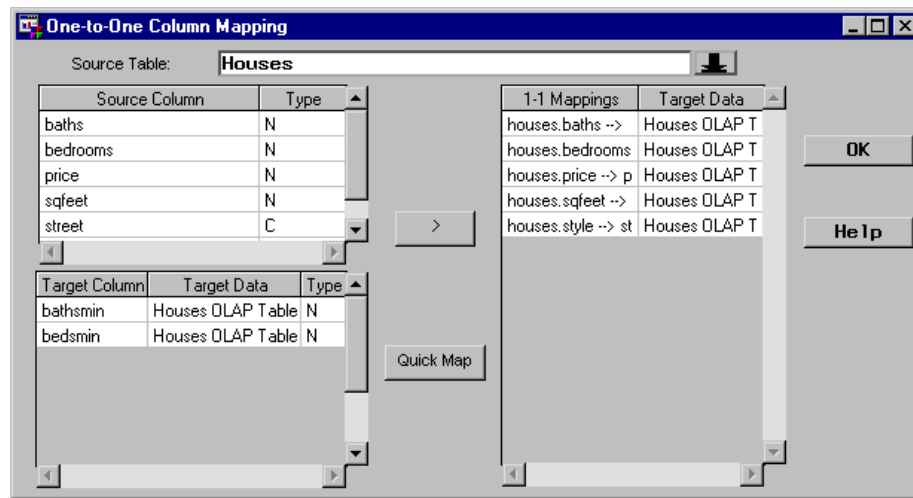 One-to-One Column Mapping
Source Table: Houses
Source Column Type
baths N
bedrooms N
price N
sqfeet N
street C
>
Target Column Target Data Type
bathsmin Houses OLAP Table N
bedsmin Houses OLAP Table N
Quick Map
1-1 Mappings Target Data
houses.baths --> Houses OLAP T
houses.bedrooms Houses OLAP T
houses.price --> p Houses OLAP T
houses.sqfeet --> Houses OLAP T
houses.style --> st Houses OLAP T
OK
Help